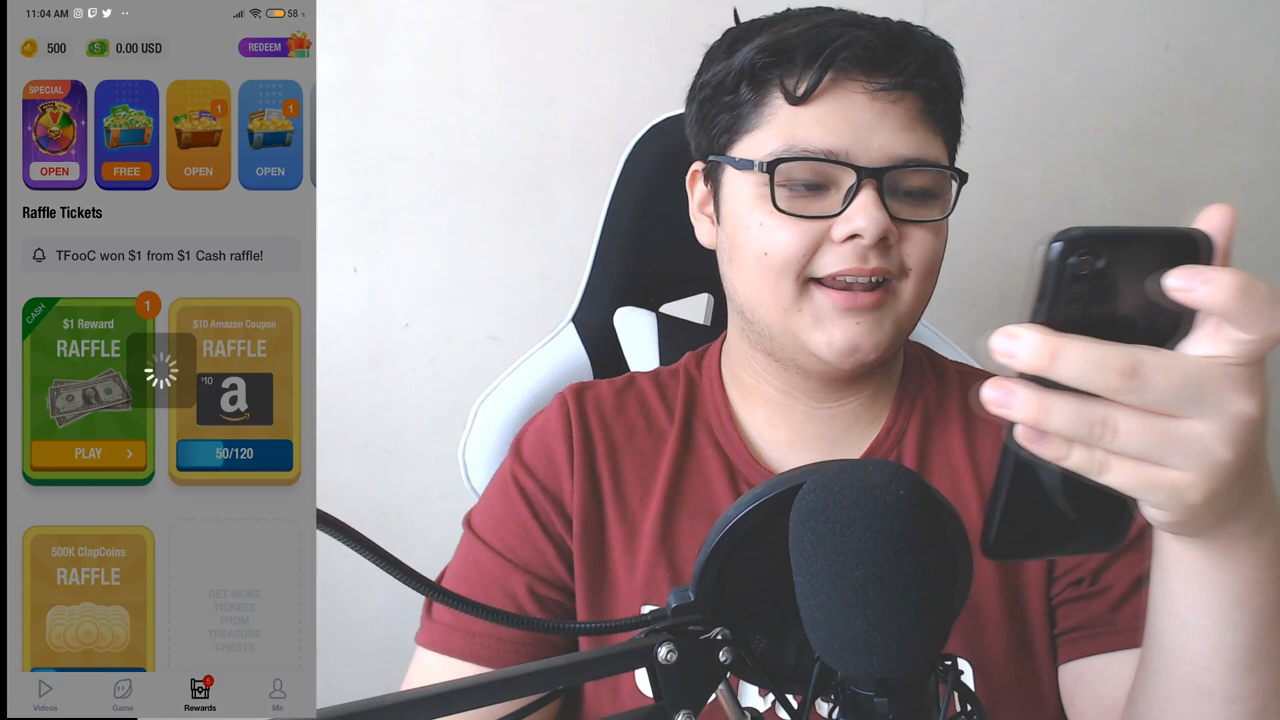 11:04 AM
58
500
0.00 USD
REDEEM
SPECIAL
OPEN
FREE
1
OPEN
1
OPEN
Raffle Tickets
TFooC won $1 from $1 Cash raffle!
CASH
1
$1 Reward
RAFFLE
PLAY
$10 Amazon Coupon
RAFFLE
$10
a
50/120
500K ClapCoins
RAFFLE
GET MORE
TICKETS
FROM
TREASURE
CHESTS
Videos
Game
Rewards
Me